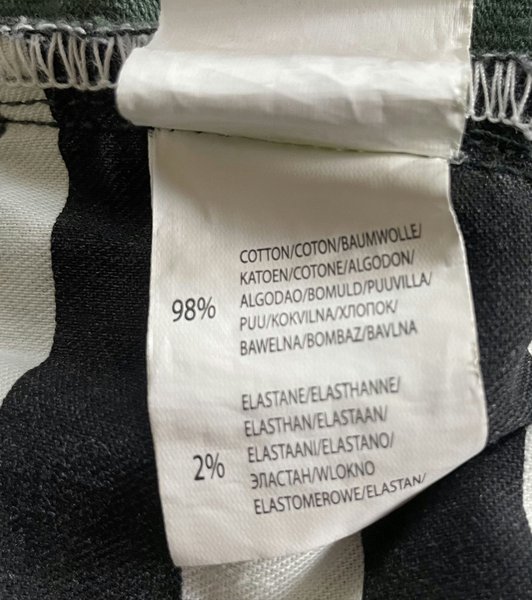 98%
COTTON/COTON/BAUMWOLLE/
KATOEN/COTONE/ALGODON/
ALGODAO/BOMULD/PUUVILLA/
PUU/KOKVILNA/ХЛОПОК/
BAWELNA/BOMBAZ/BAVLNA
2%
ELASTANE/ELASTHANNE/
ELASTHAN/ELASTAAN/
ELASTAANI/ELASTANO/
ЭЛАСТАН/WLOKNO
ELASTOMEROWE/ELASTAN/